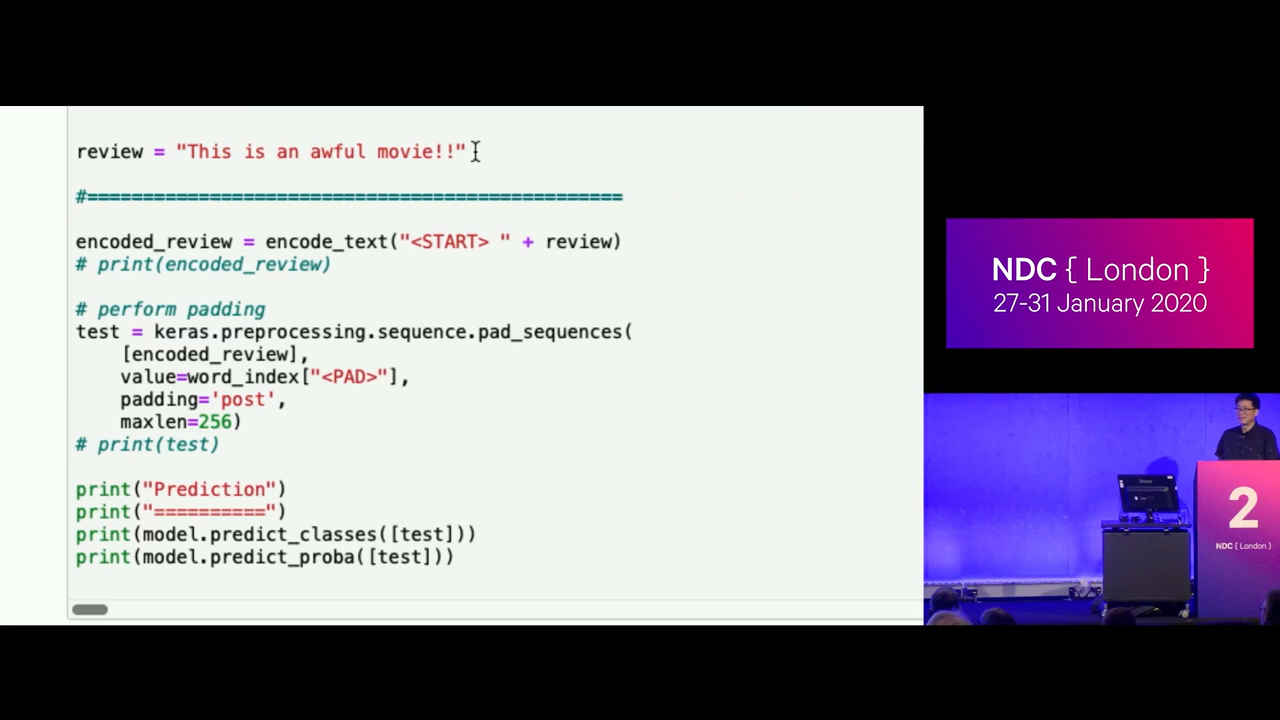 review = "This is an awful movie!!"
#================================================
encoded_review = encode_text("<START> " + review)
# print(encoded_review)
# perform padding
test = keras.preprocessing.sequence.pad_sequences(
[encoded_review],
value=word_index["<PAD>"],
padding='post',
maxlen=256)
# print(test)
print("Prediction")
print("==========")
print(model.predict_classes([test]))
print(model.predict_proba([test]))
NDC { London }
27-31 January 2020
2
NDC { London }